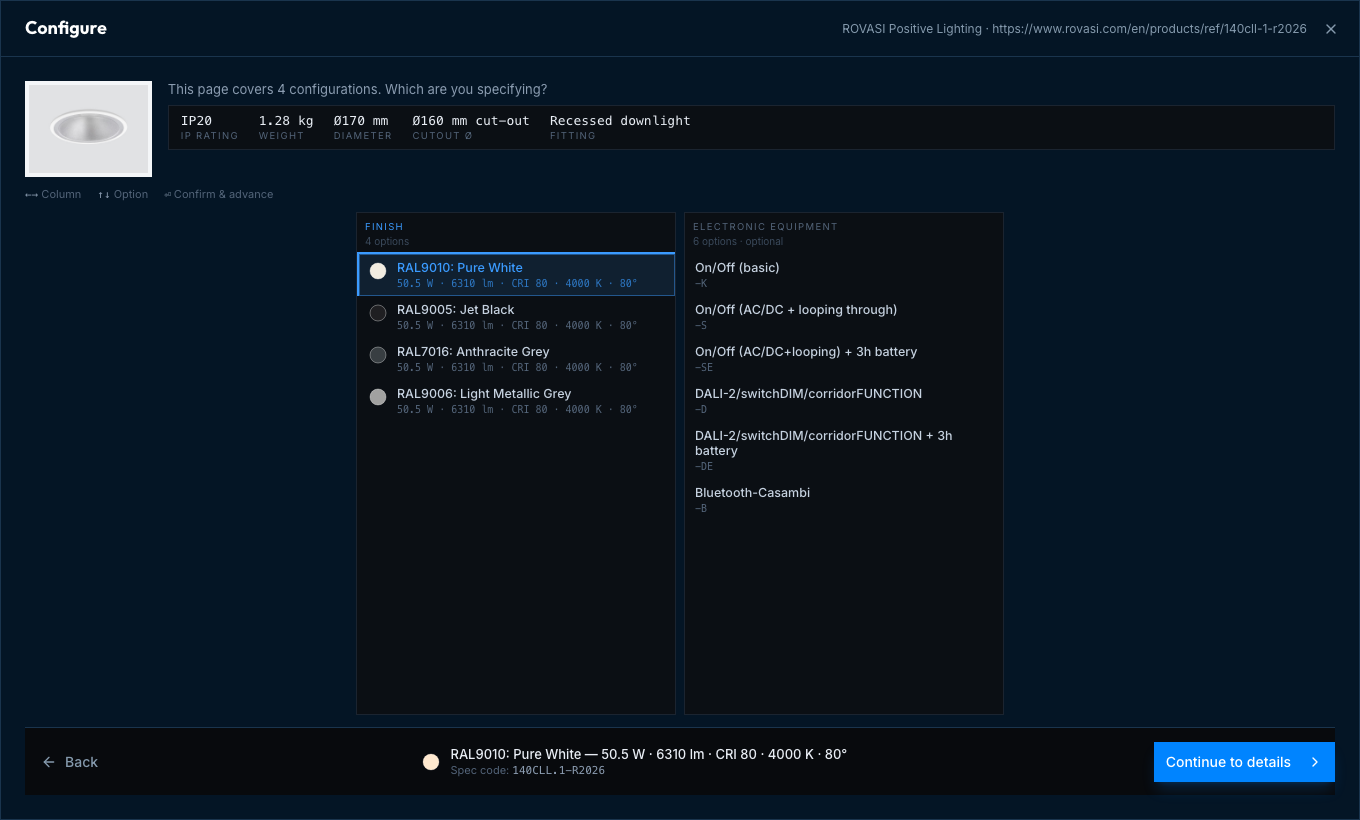 Configure
ROVASI Positive Lighting · https://www.rovasi.com/en/products/ref/140cll-1-r2026
This page covers 4 configurations. Which are you specifying?
IP20 1.28 kg Ø170 mm Ø160 mm cut-out Recessed downlight
IP RATING WEIGHT DIAMETER CUTOUT Ø FITTING
←→ Column ↑↓ Option ⏎ Confirm & advance
FINISH
4 options
RAL9010: Pure White
50.5 W · 6310 lm · CRI 80 · 4000 K · 80°
RAL9005: Jet Black
50.5 W · 6310 lm · CRI 80 · 4000 K · 80°
RAL7016: Anthracite Grey
50.5 W · 6310 lm · CRI 80 · 4000 K · 80°
RAL9006: Light Metallic Grey
50.5 W · 6310 lm · CRI 80 · 4000 K · 80°
ELECTRONIC EQUIPMENT
6 options · optional
On/Off (basic)
-K
On/Off (AC/DC + looping through)
-S
On/Off (AC/DC+looping) + 3h battery
-SE
DALI-2/switchDIM/corridorFUNCTION
-D
DALI-2/switchDIM/corridorFUNCTION + 3h
battery
-DE
Bluetooth-Casambi
-B
← Back
RAL9010: Pure White — 50.5 W · 6310 lm · CRI 80 · 4000 K · 80°
Spec code: 140CLL.1-R2026
Continue to details